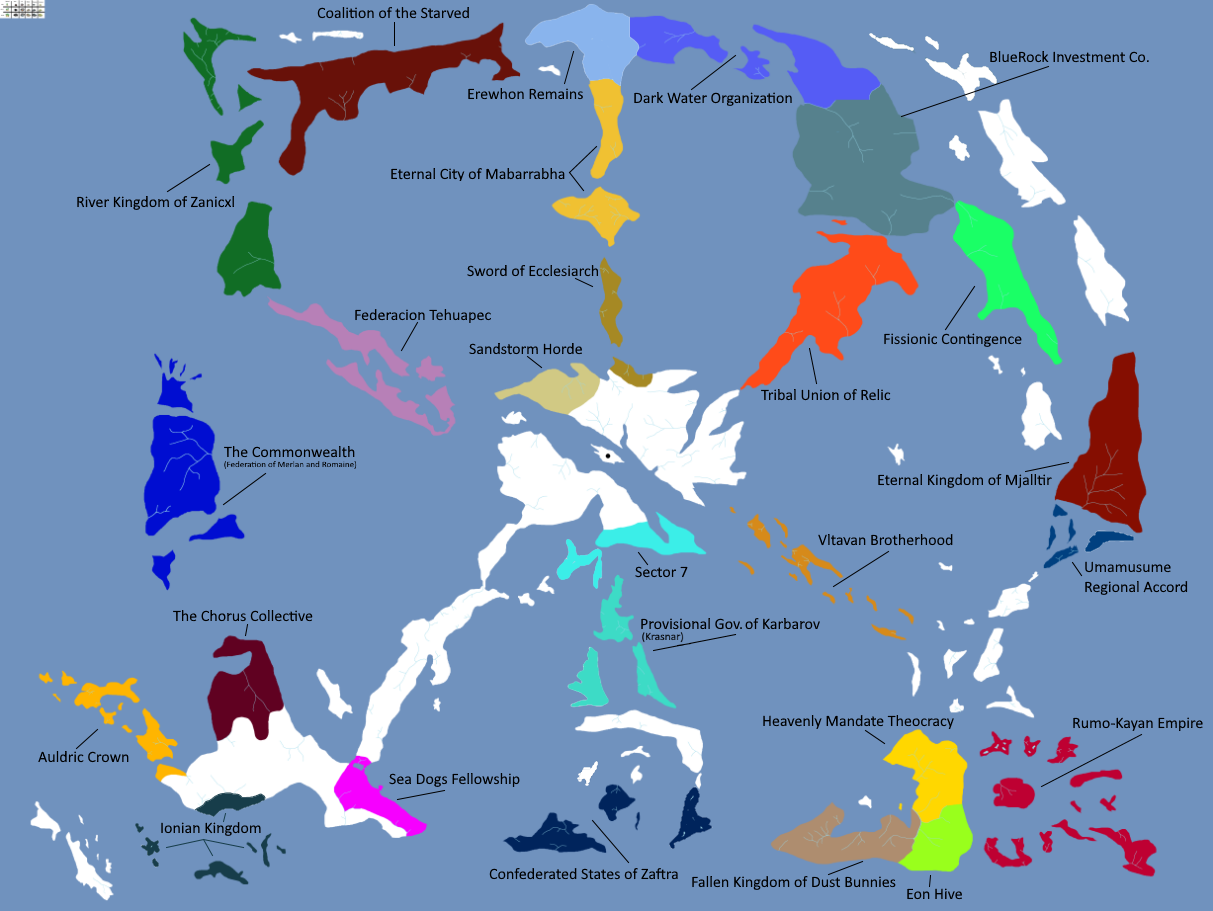 Coalition of the Starved
BlueRock Investment Co.
Erewhon Remains
Dark Water Organization
Eternal City of Mabarrabha
River Kingdom of Zanicxl
Sword of Ecclesiarch
Federacion Tehuapec
Fissionic Contingence
Sandstorm Horde
Tribal Union of Relic
The Commonwealth
(Federation of Merlan and Romaine)
Eternal Kingdom of Mjalltir
Vltavan Brotherhood
Sector 7
Umamusume
Regional Accord
The Chorus Collective
Provisional Gov. of Karbarov
(Krasnar)
Heavenly Mandate Theocracy
Rumo-Kayan Empire
Auldric Crown
Sea Dogs Fellowship
Ionian Kingdom
Confederated States of Zaftra
Fallen Kingdom of Dust Bunnies
Eon Hive